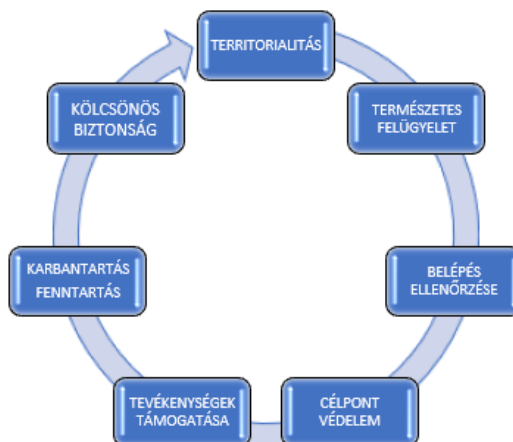 TERRITORIALITÁS
TERMÉSZETES
FELÜGYELET
BELÉPÉS
ELLENŐRZÉSE
CÉLPONT
VÉDELEM
TEVÉKENYSÉGEK
TÁMOGATÁSA
KARBANTARTÁS
FENNTARTÁS
KÖLCSÖNÖS
BIZTONSÁG